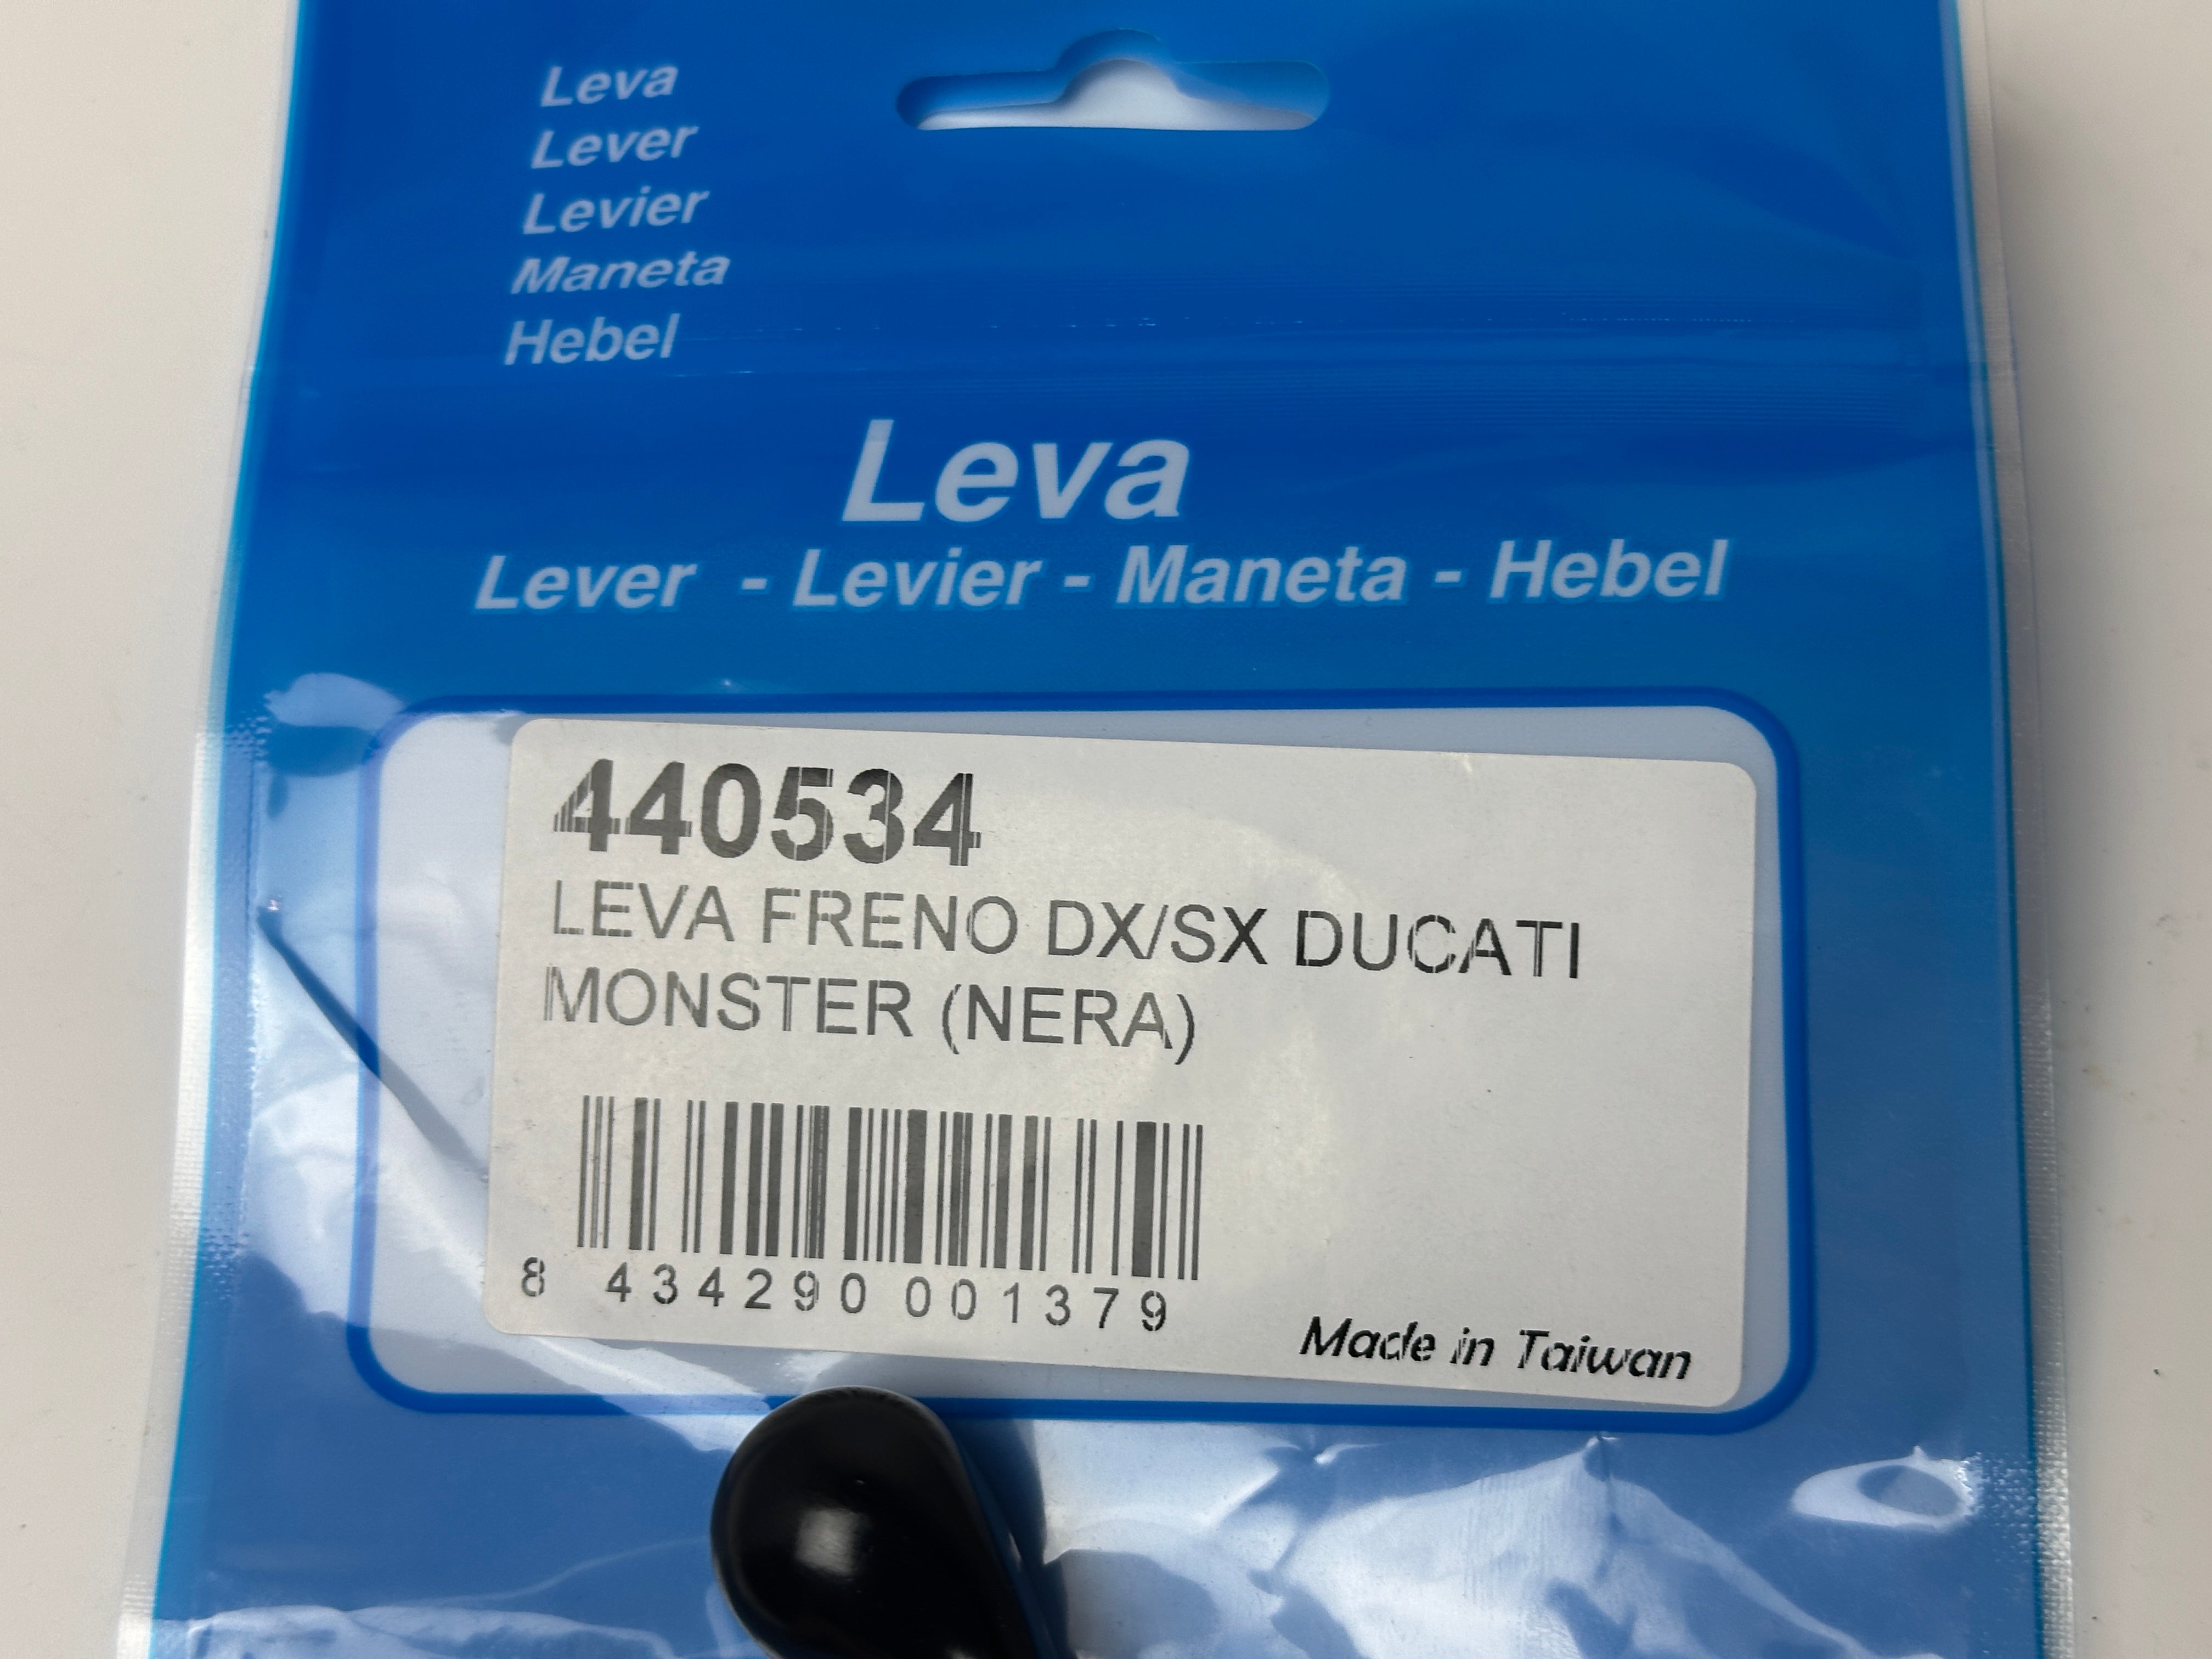 Leva
Lever
Levier
Maneta
Hebel
Leva
Lever - Levier - Maneta - Hebel
440534
LEVA FRENO DX/SX DUCATI
MONSTER (NERA)
8 434290 001379
Made in Taiwan